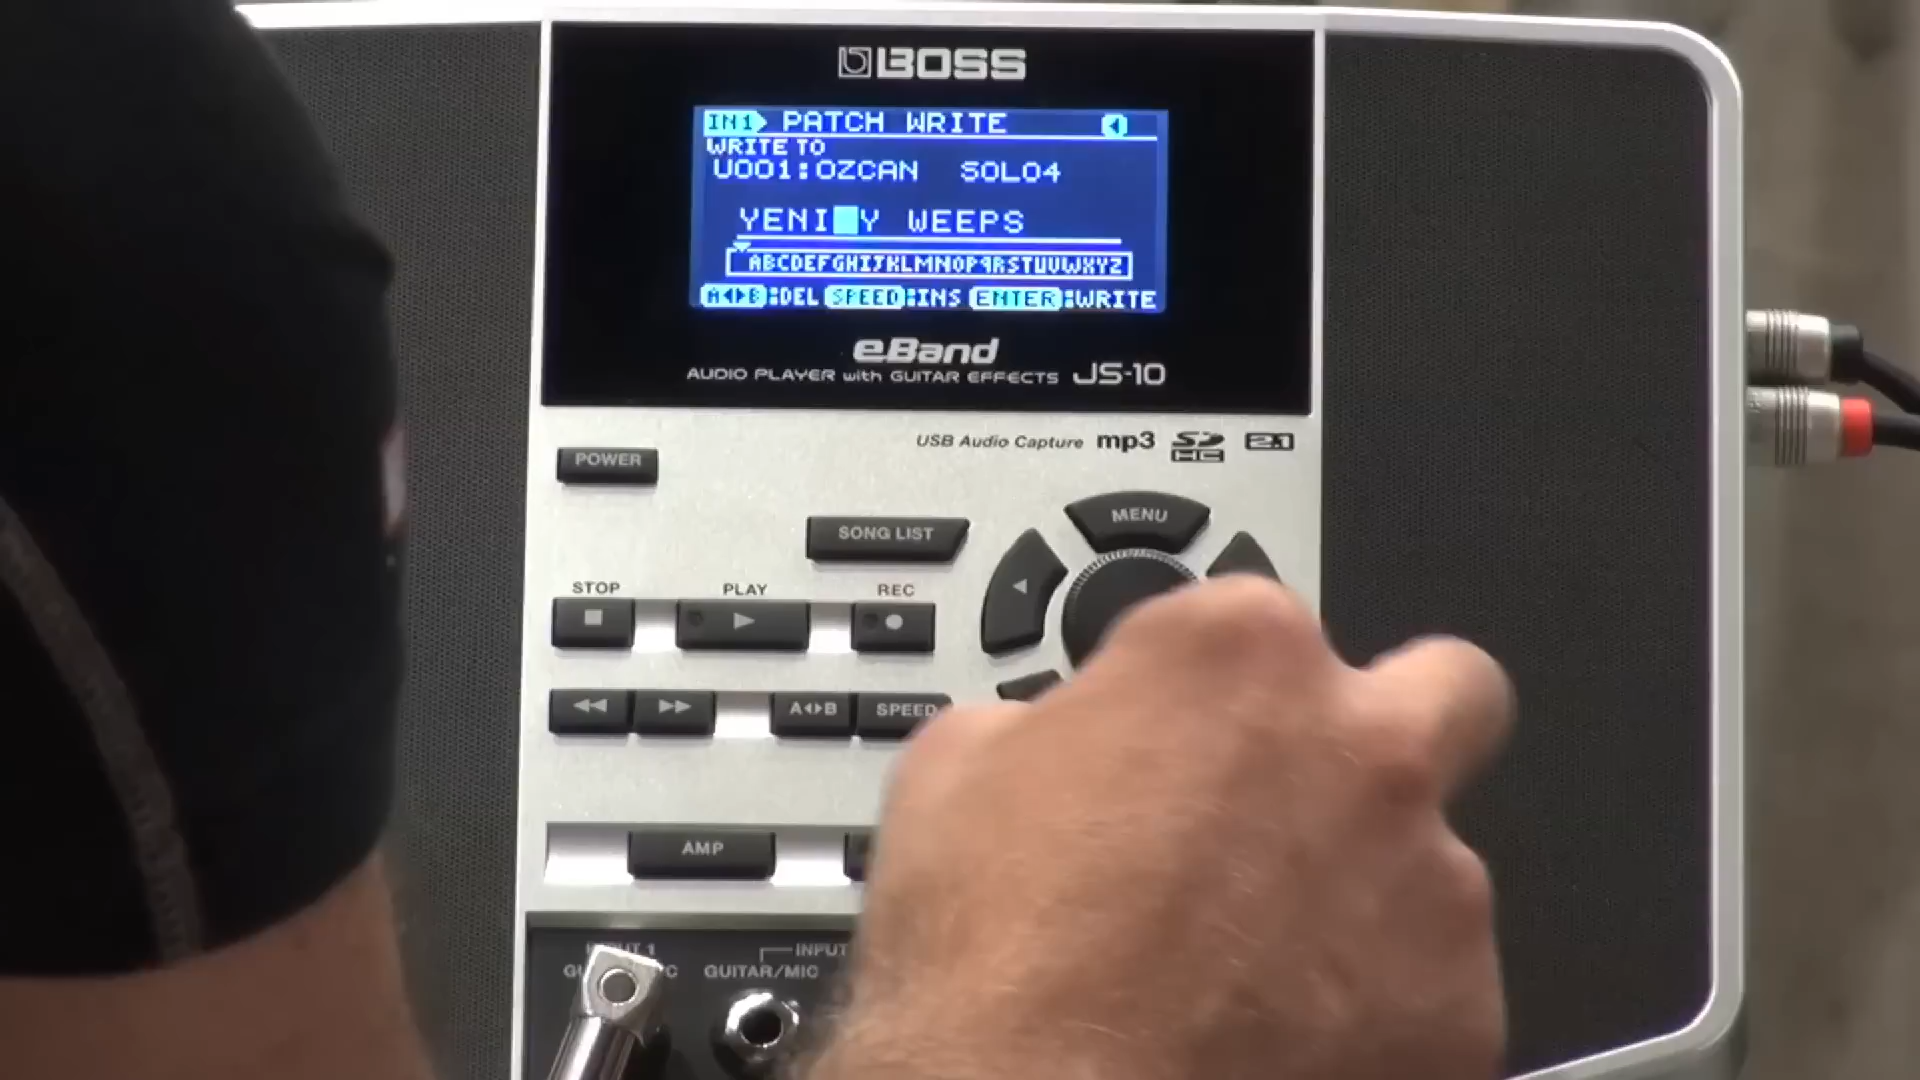 BOSS
IN1 PATCH WRITE
WRITE TO
U001:OZCAN SOLO4
YENI Y WEEPS
ABCDEFGHIJKLMNOPQRSTUVWXYZ
A◂▸B:DEL SPEED:INS ENTER:WRITE
eBand
AUDIO PLAYER with GUITAR EFFECTS JS-10
USB Audio Capture mp3 SD HC 2.1
POWER
MENU
SONG LIST
STOP PLAY REC
A◂▸B SPEED
AMP
INPUT 1 INPUT
GUITAR/MIC